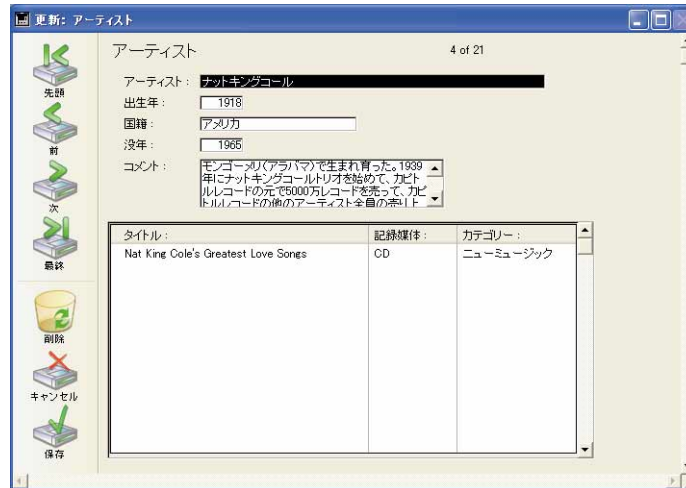 更新: アーティスト
先頭
前
次
最終
削除
キャンセル
保存
アーティスト
4 of 21
アーティスト : ナットキングコール
出生年 : 1918
国籍 : アメリカ
没年 : 1965
コメント : モンゴーメリ(アラバマ)で生まれ育った。1939
年にナットキングコールトリオを始めて、カピト
ルレコードの元で5000万レコードを売って、カピ
トルレコードの他のアーティスト全員の売り上
タイトル : 記録媒体 : カテゴリー :
Nat King Cole's Greatest Love Songs CD ニューミュージック